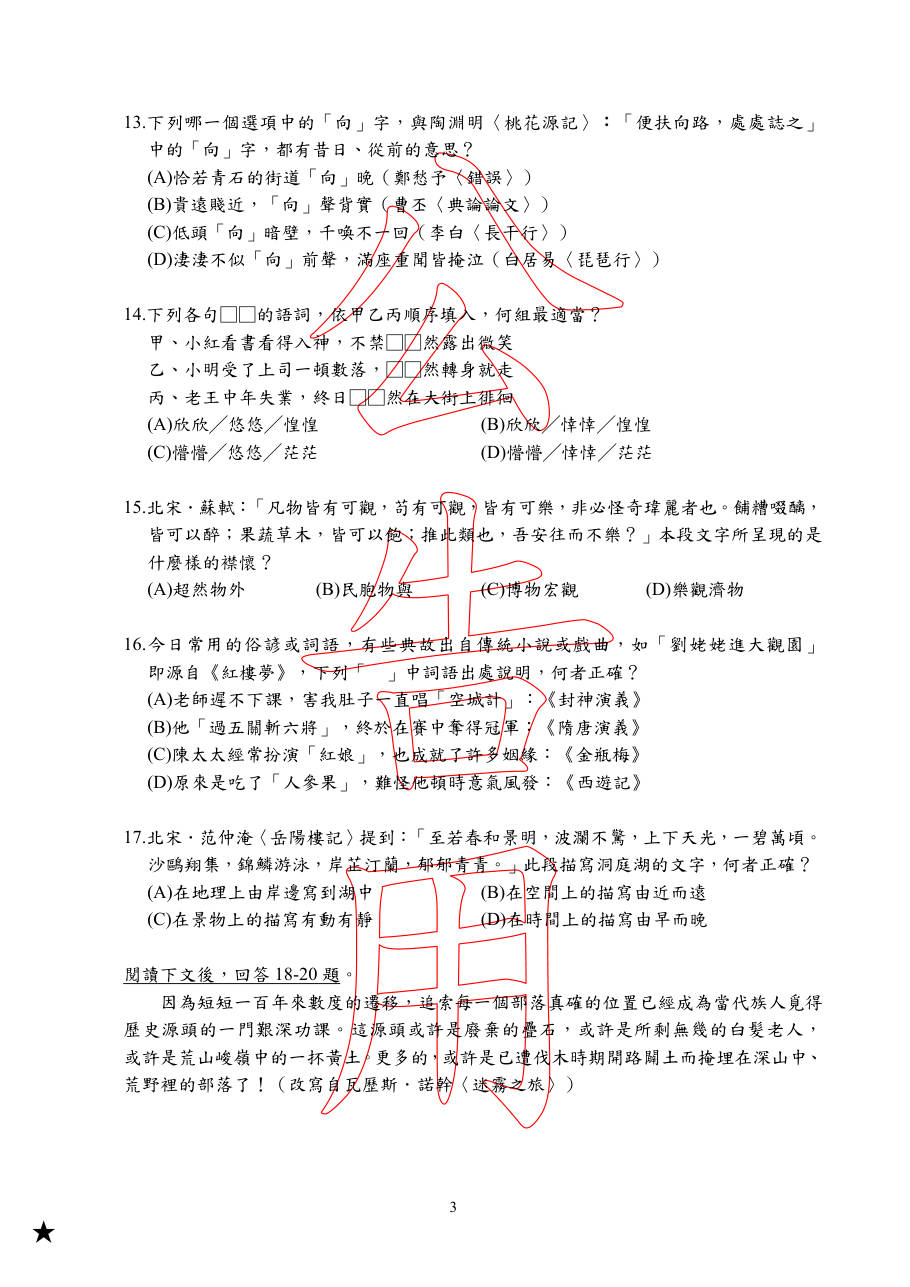 13.下列哪一個選項中的「向」字，與陶淵明〈桃花源記〉：「便扶向路，處處誌之」
中的「向」字，都有昔日、從前的意思？
(A)恰若青石的街道「向」晚（鄭愁予〈錯誤〉）
(B)貴遠賤近，「向」聲背實（曹丕〈典論論文〉）
(C)低頭「向」暗壁，千喚不一回（李白〈長干行〉）
(D)淒淒不似「向」前聲，滿座重聞皆掩泣（白居易〈琵琶行〉）
14.下列各句□□的語詞，依甲乙丙順序填入，何組最適當？
甲、小紅看書看得入神，不禁□□然露出微笑
乙、小明受了上司一頓數落，□□然轉身就走
丙、老王中年失業，終日□□然在大街上徘徊
(A)欣欣／悠悠／惶惶 (B)欣欣／悻悻／惶惶
(C)懵懵／悠悠／茫茫 (D)懵懵／悻悻／茫茫
15.北宋．蘇軾：「凡物皆有可觀，苟有可觀，皆有可樂，非必怪奇瑋麗者也。餔糟啜醨，
皆可以醉；果蔬草木，皆可以飽；推此類也，吾安往而不樂？」本段文字所呈現的是
什麼樣的襟懷？
(A)超然物外 (B)民胞物與 (C)博物宏觀 (D)樂觀濟物
16.今日常用的俗諺或詞語，有些典故出自傳統小說或戲曲，如「劉姥姥進大觀園」
即源自《紅樓夢》，下列「　」中詞語出處說明，何者正確？
(A)老師遲不下課，害我肚子一直唱「空城計」：《封神演義》
(B)他「過五關斬六將」，終於在賽中奪得冠軍：《隋唐演義》
(C)陳太太經常扮演「紅娘」，也成就了許多姻緣：《金瓶梅》
(D)原來是吃了「人參果」，難怪他頓時意氣風發：《西遊記》
17.北宋．范仲淹〈岳陽樓記〉提到：「至若春和景明，波瀾不驚，上下天光，一碧萬頃。
沙鷗翔集，錦鱗游泳，岸芷汀蘭，郁郁青青。」此段描寫洞庭湖的文字，何者正確？
(A)在地理上由岸邊寫到湖中 (B)在空間上的描寫由近而遠
(C)在景物上的描寫有動有靜 (D)在時間上的描寫由早而晚
閱讀下文後，回答 18-20 題。
因為短短一百年來數度的遷移，追索每一個部落真確的位置已經成為當代族人覓得
歷史源頭的一門艱深功課。這源頭或許是廢棄的疊石，或許是所剩無幾的白髮老人，
或許是荒山峻嶺中的一抔黃土。更多的，或許是已遭伐木時期開路闢土而掩埋在深山中、
荒野裡的部落了！（改寫自瓦歷斯．諾幹〈迷霧之旅〉）
公告用
3